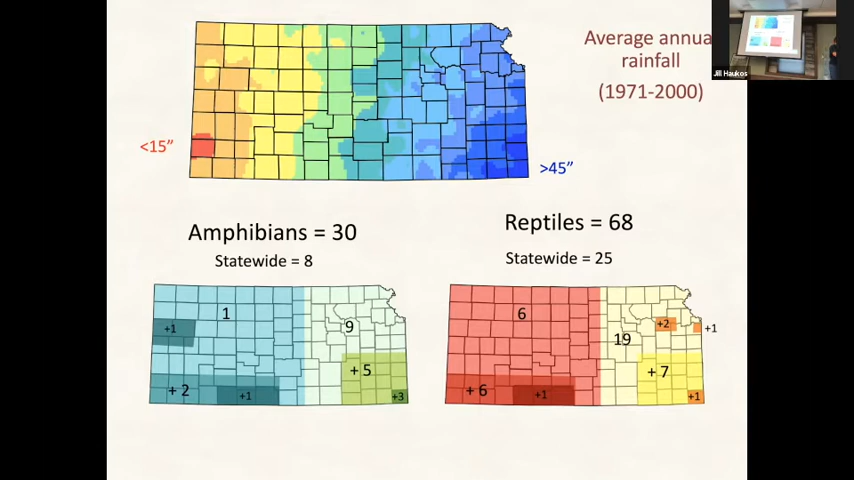 Average annua
rainfall
(1971-2000)
Jill Haukos
<15”
>45”
Amphibians = 30
Statewide = 8
Reptiles = 68
Statewide = 25
1
+1
9
+ 5
+ 2
+1
+3
6
+2
+1
19
+ 7
+ 6
+1
+1